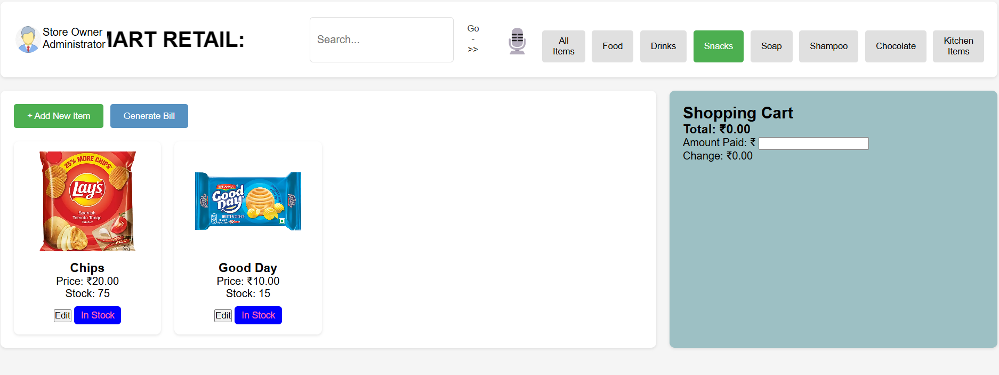 Store Owner
Administrator
MART RETAIL:
Search...
Go
-
>>
All
Items
Food
Drinks
Snacks
Soap
Shampoo
Chocolate
Kitchen
Items
+ Add New Item
Generate Bill
25% MORE CHIPS
Lay's
Spanish
Tomato Tango
Flavour
Chips
Price: ₹20.00
Stock: 75
Edit
In Stock
BRITANNIA
Good
Day
BUTTER COOKIES
Good Day
Price: ₹10.00
Stock: 15
Edit
In Stock
Shopping Cart
Total: ₹0.00
Amount Paid: ₹
Change: ₹0.00